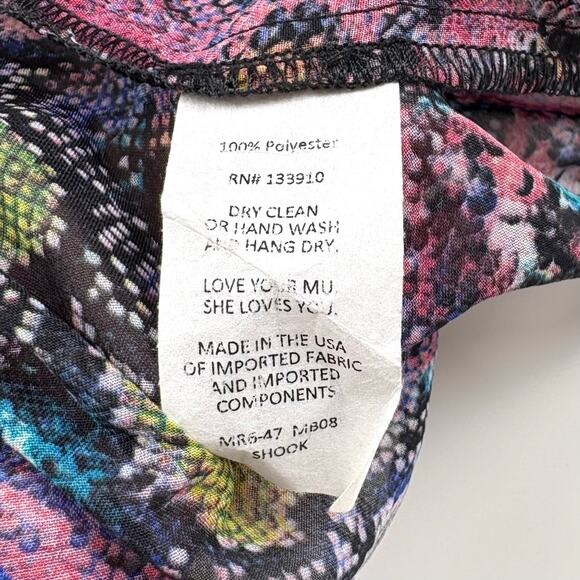 100% Polyester
RN# 133910
DRY CLEAN
OR HAND WASH
AND HANG DRY.
LOVE YOUR MU.
SHE LOVES YOU.
MADE IN THE USA
OF IMPORTED FABRIC
AND IMPORTED
COMPONENTS
MR6-47 MB08
SHOOK